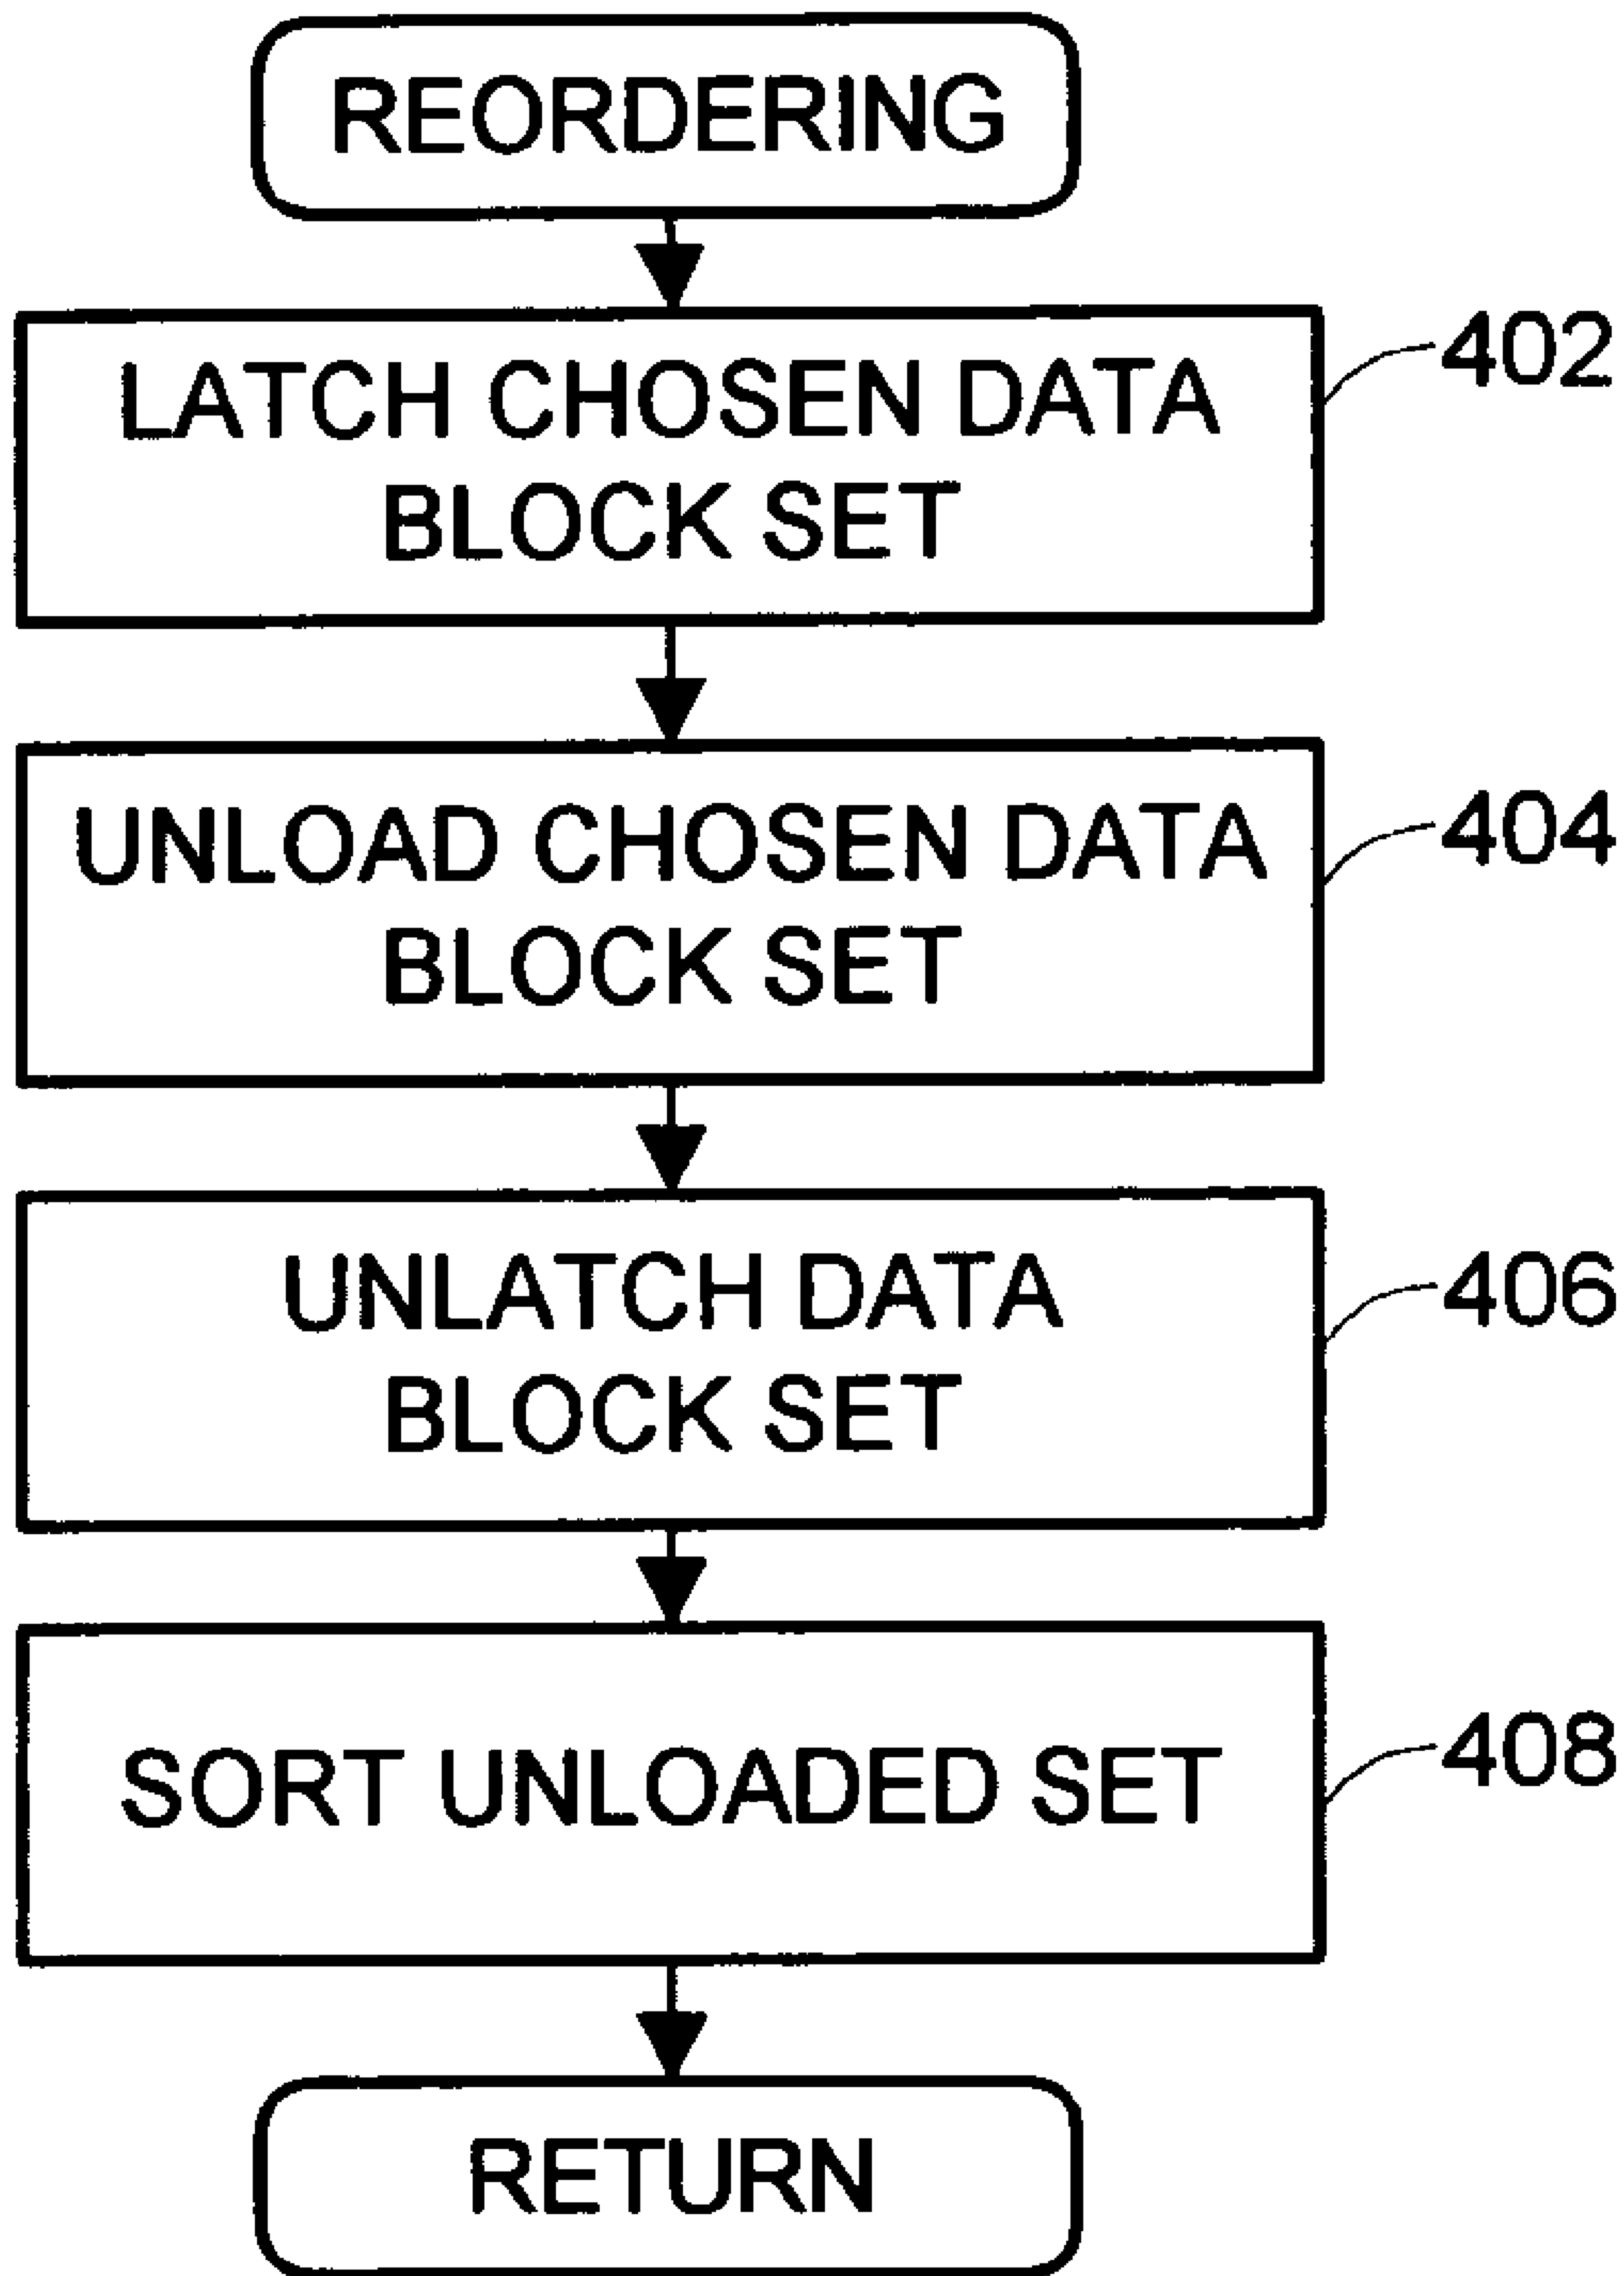 REORDERING
LATCH CHOSEN DATA
BLOCK SET
402
UNLOAD CHOSEN DATA
BLOCK SET
404
UNLATCH DATA
BLOCK SET
406
SORT UNLOADED SET
408
RETURN